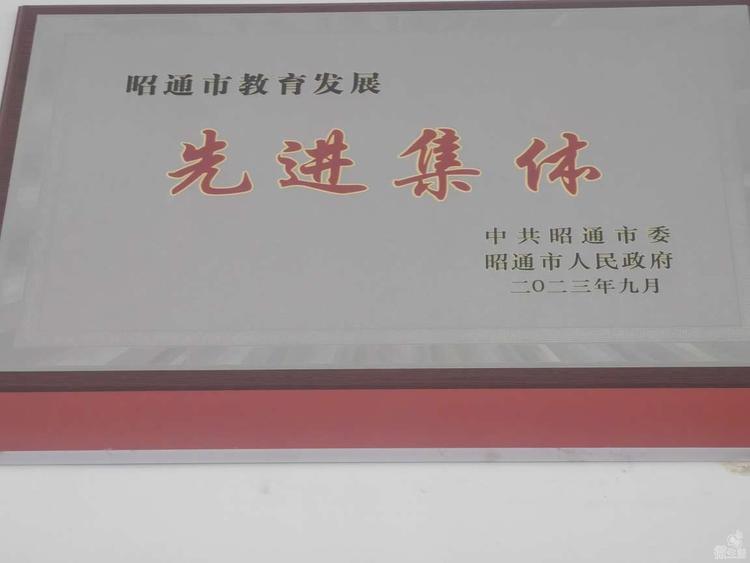 昭通市教育发展
先进集体
中共昭通市委
昭通市人民政府
二〇二三年九月